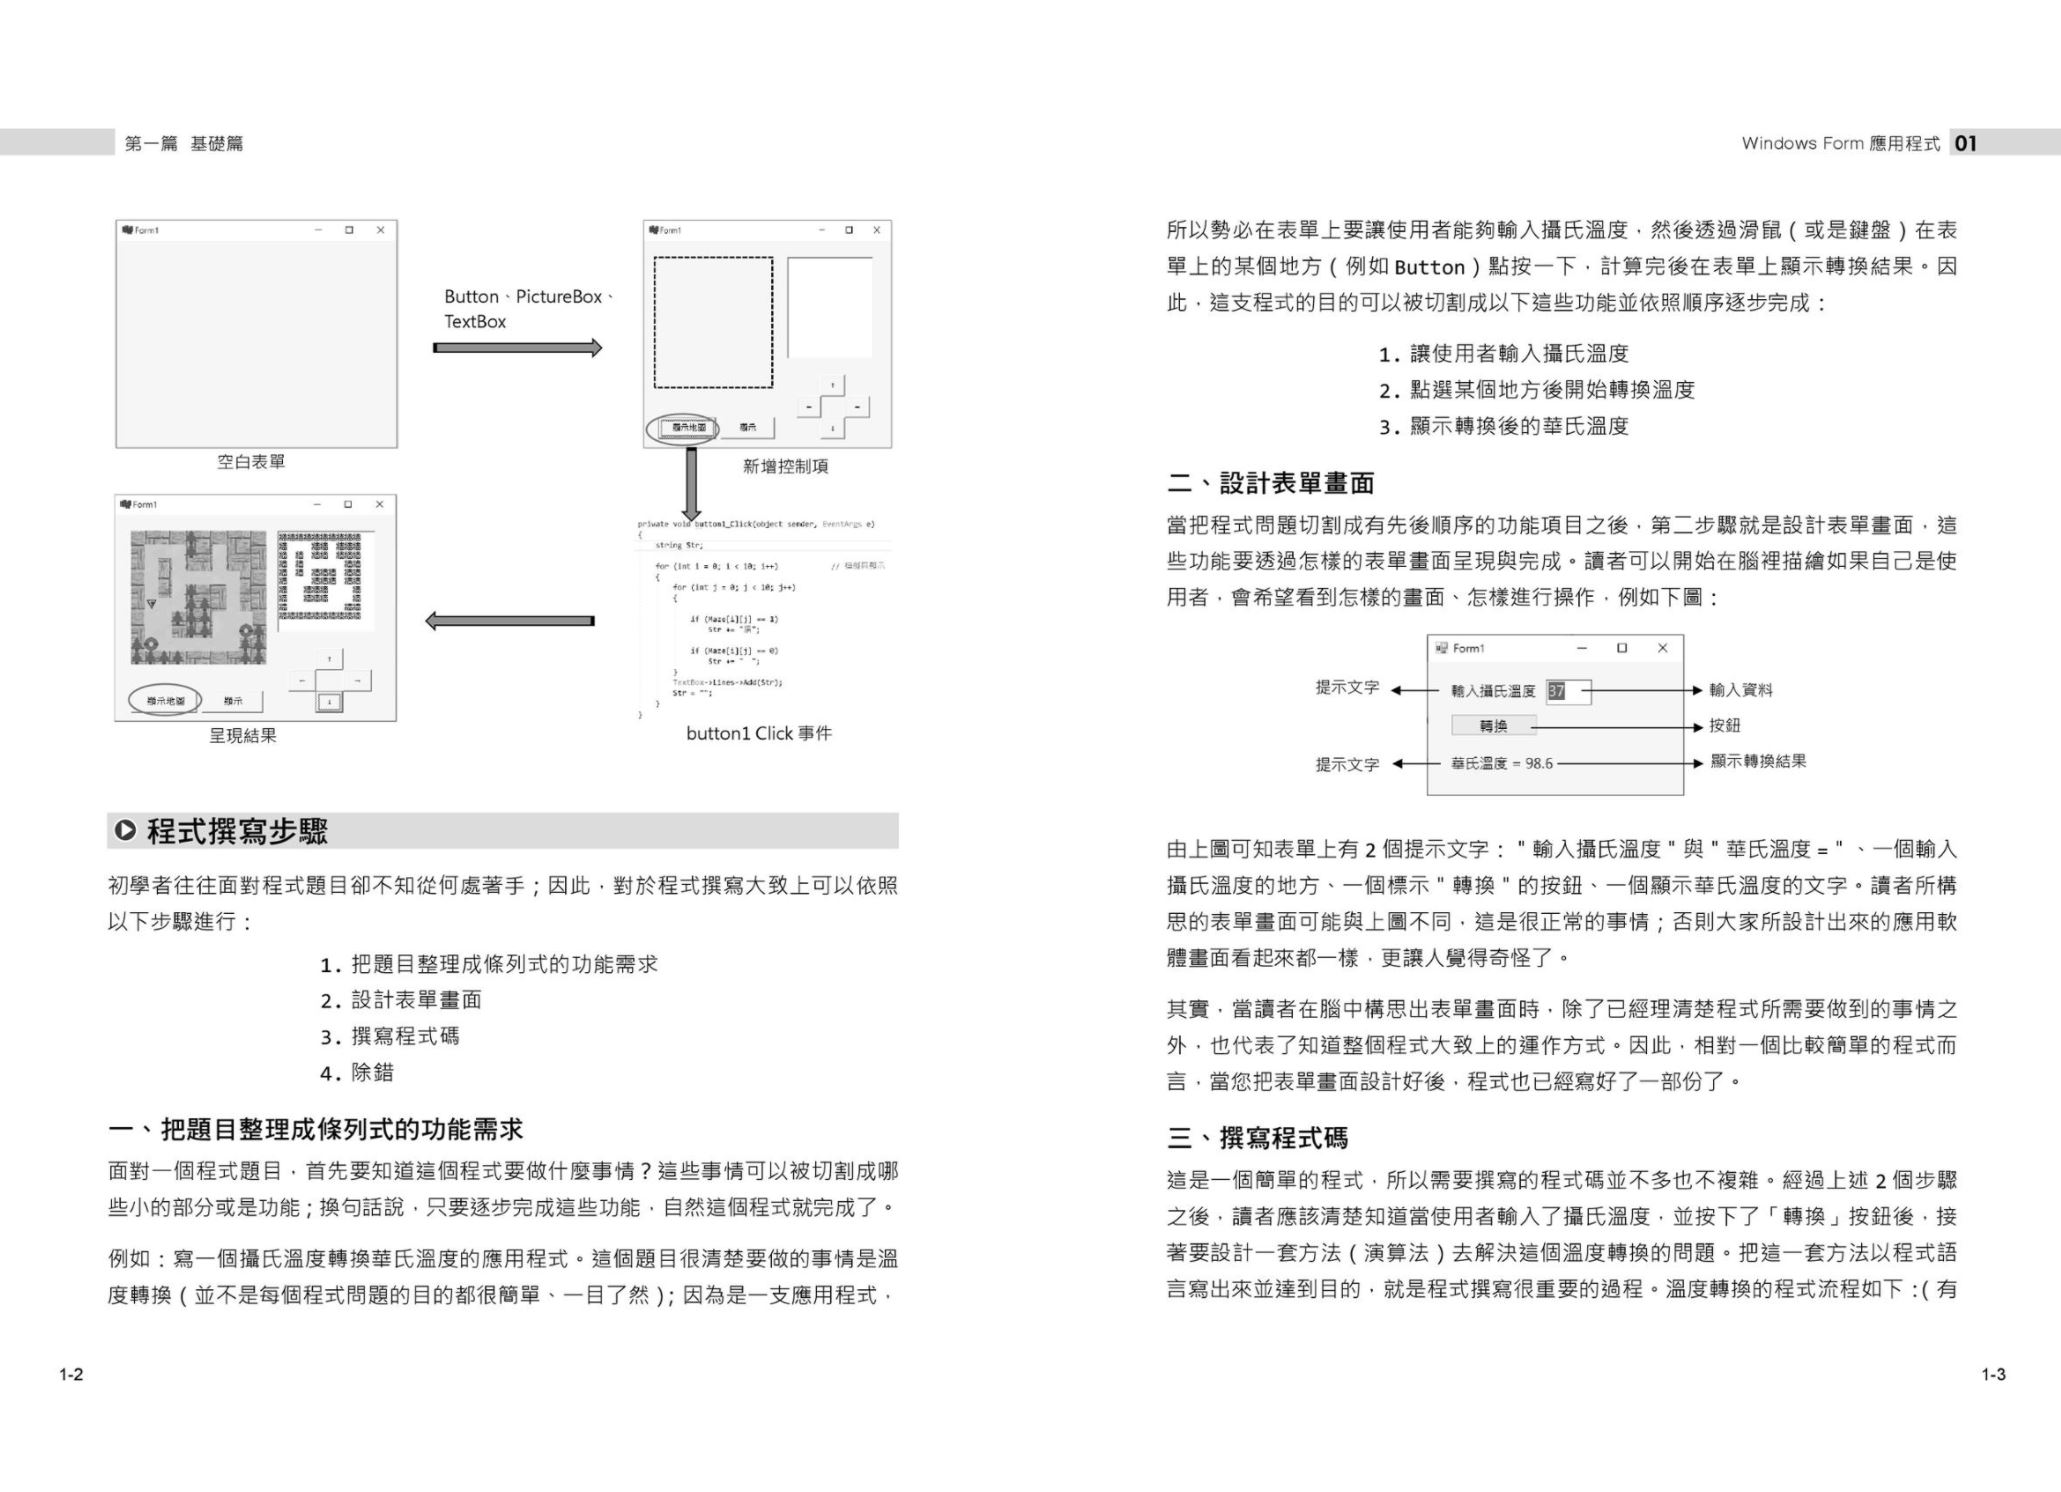 第一篇 基礎篇
Form1
空白表單
Button、PictureBox、
TextBox
Form1
顯示地圖
顯示
新增控制項
private void button1_Click(object sender, EventArgs e)
{
string Str;
for (int i = 0; i < 10; i++)
{
for (int j = 0; j < 10; j++)
{
if (Maze[i][j] == 1)
Str += "牆";
if (Maze[i][j] == 0)
Str += " ";
}
TextBox->Lines->Add(Str);
Str = "";
}
}
button1 Click 事件
Form1
顯示地圖
顯示
呈現結果
程式撰寫步驟
初學者往往面對程式題目卻不知從何處著手；因此，對於程式撰寫大致上可以依照
以下步驟進行：
1. 把題目整理成條列式的功能需求
2. 設計表單畫面
3. 撰寫程式碼
4. 除錯
一、把題目整理成條列式的功能需求
面對一個程式題目，首先要知道這個程式要做什麼事情？這些事情可以被切割成哪
些小的部分或是功能；換句話說，只要逐步完成這些功能，自然這個程式就完成了。
例如：寫一個攝氏溫度轉換華氏溫度的應用程式。這個題目很清楚要做的事情是溫
度轉換（並不是每個程式問題的目的都很簡單、一目了然）；因為是一支應用程式，
1-2
Windows Form 應用程式 01
所以勢必在表單上要讓使用者能夠輸入攝氏溫度，然後透過滑鼠（或是鍵盤）在表
單上的某個地方（例如 Button）點按一下，計算完後在表單上顯示轉換結果。因
此，這支程式的目的可以被切割成以下這些功能並依照順序逐步完成：
1. 讓使用者輸入攝氏溫度
2. 點選某個地方後開始轉換溫度
3. 顯示轉換後的華氏溫度
二、設計表單畫面
當把程式問題切割成有先後順序的功能項目之後，第二步驟就是設計表單畫面，這
些功能要透過怎樣的表單畫面呈現與完成。讀者可以開始在腦裡描繪如果自己是使
用者，會希望看到怎樣的畫面、怎樣進行操作，例如下圖：
Form1
提示文字 輸入攝氏溫度 37 輸入資料
轉換 按鈕
提示文字 華氏溫度 = 98.6 顯示轉換結果
由上圖可知表單上有 2 個提示文字："輸入攝氏溫度"與"華氏溫度 ="、一個輸入
攝氏溫度的地方、一個標示"轉換"的按鈕、一個顯示華氏溫度的文字。讀者所構
思的表單畫面可能與上圖不同，這是很正常的事情；否則大家所設計出來的應用軟
體畫面看起來都一樣，更讓人覺得奇怪了。
其實，當讀者在腦中構思出表單畫面時，除了已經理清楚程式所需要做到的事情之
外，也代表了知道整個程式大致上的運作方式。因此，相對一個比較簡單的程式而
言，當您把表單畫面設計好後，程式也已經寫好了一部份了。
三、撰寫程式碼
這是一個簡單的程式，所以需要撰寫的程式碼並不多也不複雜。經過上述 2 個步驟
之後，讀者應該清楚知道當使用者輸入了攝氏溫度，並按下了「轉換」按鈕後，接
著要設計一套方法（演算法）去解決這個溫度轉換的問題。把這一套方法以程式語
言寫出來並達到目的，就是程式撰寫很重要的過程。溫度轉換的程式流程如下：（有
1-3